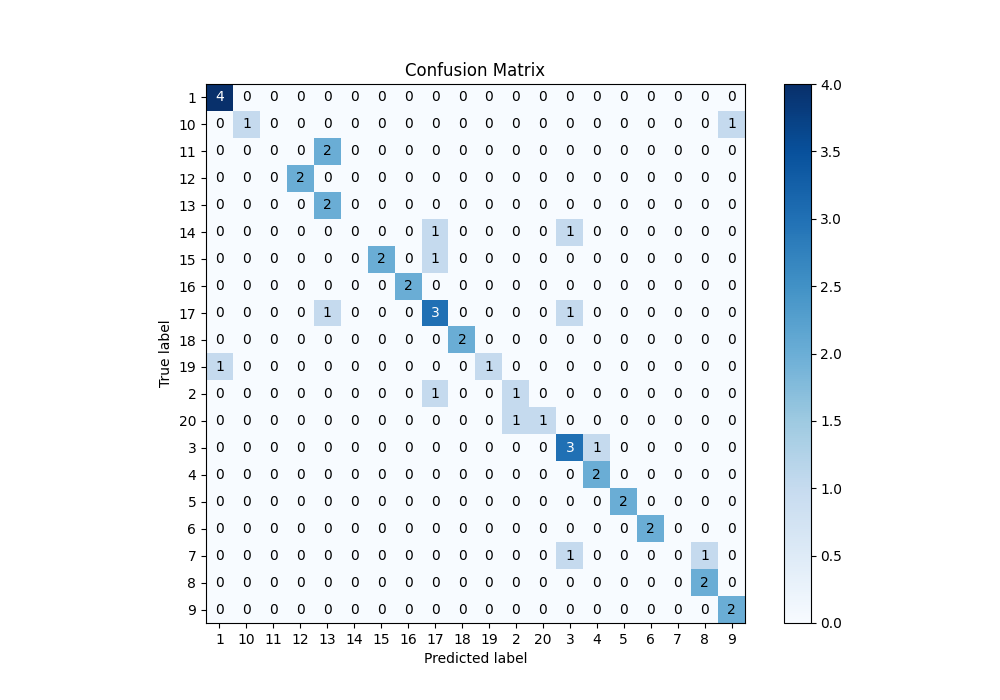 Confusion Matrix
True label
1 4 0 0 0 0 0 0 0 0 0 0 0 0 0 0 0 0 0 0 0
10 0 1 0 0 0 0 0 0 0 0 0 0 0 0 0 0 0 0 0 1
11 0 0 0 0 2 0 0 0 0 0 0 0 0 0 0 0 0 0 0 0
12 0 0 0 2 0 0 0 0 0 0 0 0 0 0 0 0 0 0 0 0
13 0 0 0 0 2 0 0 0 0 0 0 0 0 0 0 0 0 0 0 0
14 0 0 0 0 0 0 0 0 1 0 0 0 0 1 0 0 0 0 0 0
15 0 0 0 0 0 0 2 0 1 0 0 0 0 0 0 0 0 0 0 0
16 0 0 0 0 0 0 0 2 0 0 0 0 0 0 0 0 0 0 0 0
17 0 0 0 0 1 0 0 0 3 0 0 0 0 1 0 0 0 0 0 0
18 0 0 0 0 0 0 0 0 0 2 0 0 0 0 0 0 0 0 0 0
19 1 0 0 0 0 0 0 0 0 0 1 0 0 0 0 0 0 0 0 0
2 0 0 0 0 0 0 0 0 1 0 0 1 0 0 0 0 0 0 0 0
20 0 0 0 0 0 0 0 0 0 0 0 1 1 0 0 0 0 0 0 0
3 0 0 0 0 0 0 0 0 0 0 0 0 0 3 1 0 0 0 0 0
4 0 0 0 0 0 0 0 0 0 0 0 0 0 0 2 0 0 0 0 0
5 0 0 0 0 0 0 0 0 0 0 0 0 0 0 0 2 0 0 0 0
6 0 0 0 0 0 0 0 0 0 0 0 0 0 0 0 0 2 0 0 0
7 0 0 0 0 0 0 0 0 0 0 0 0 0 1 0 0 0 0 1 0
8 0 0 0 0 0 0 0 0 0 0 0 0 0 0 0 0 0 0 2 0
9 0 0 0 0 0 0 0 0 0 0 0 0 0 0 0 0 0 0 0 2
1 10 11 12 13 14 15 16 17 18 19 2 20 3 4 5 6 7 8 9
Predicted label
4.0
3.5
3.0
2.5
2.0
1.5
1.0
0.5
0.0